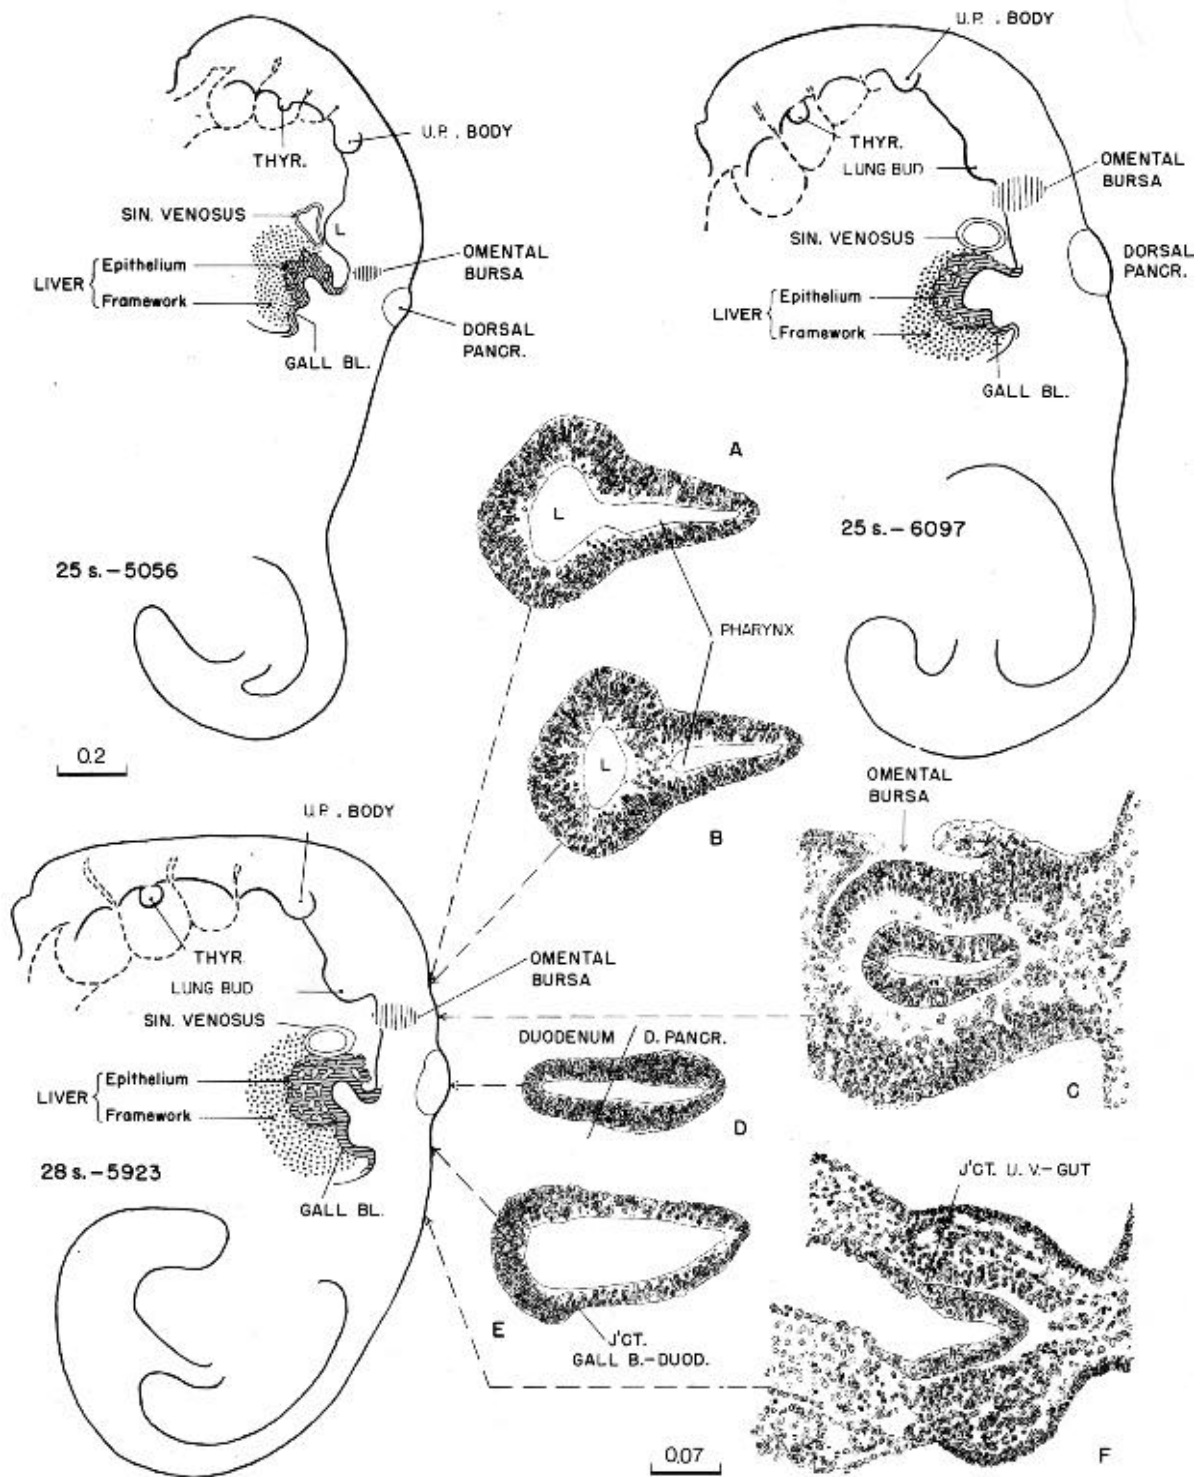 U.P. BODY
THYR.
SIN. VENOSUS
L
LIVER
Epithelium
Framework
OMENTAL
BURSA
DORSAL
PANCR.
GALL BL.
25 s.-5056
0.2
U.P. BODY
THYR.
LUNG BUD
OMENTAL
BURSA
SIN. VENOSUS
DORSAL
PANCR.
LIVER
Epithelium
Framework
GALL BL.
25 s.-6097
A
L
PHARYNX
L
B
OMENTAL
BURSA
C
U.P. BODY
THYR.
LUNG BUD
OMENTAL
BURSA
SIN. VENOSUS
LIVER
Epithelium
Framework
28 s.-5923
GALL BL.
DUODENUM
D. PANCR.
D
E
J'CT.
GALL B.-DUOD.
J'CT. U. V.-GUT
F
0.07